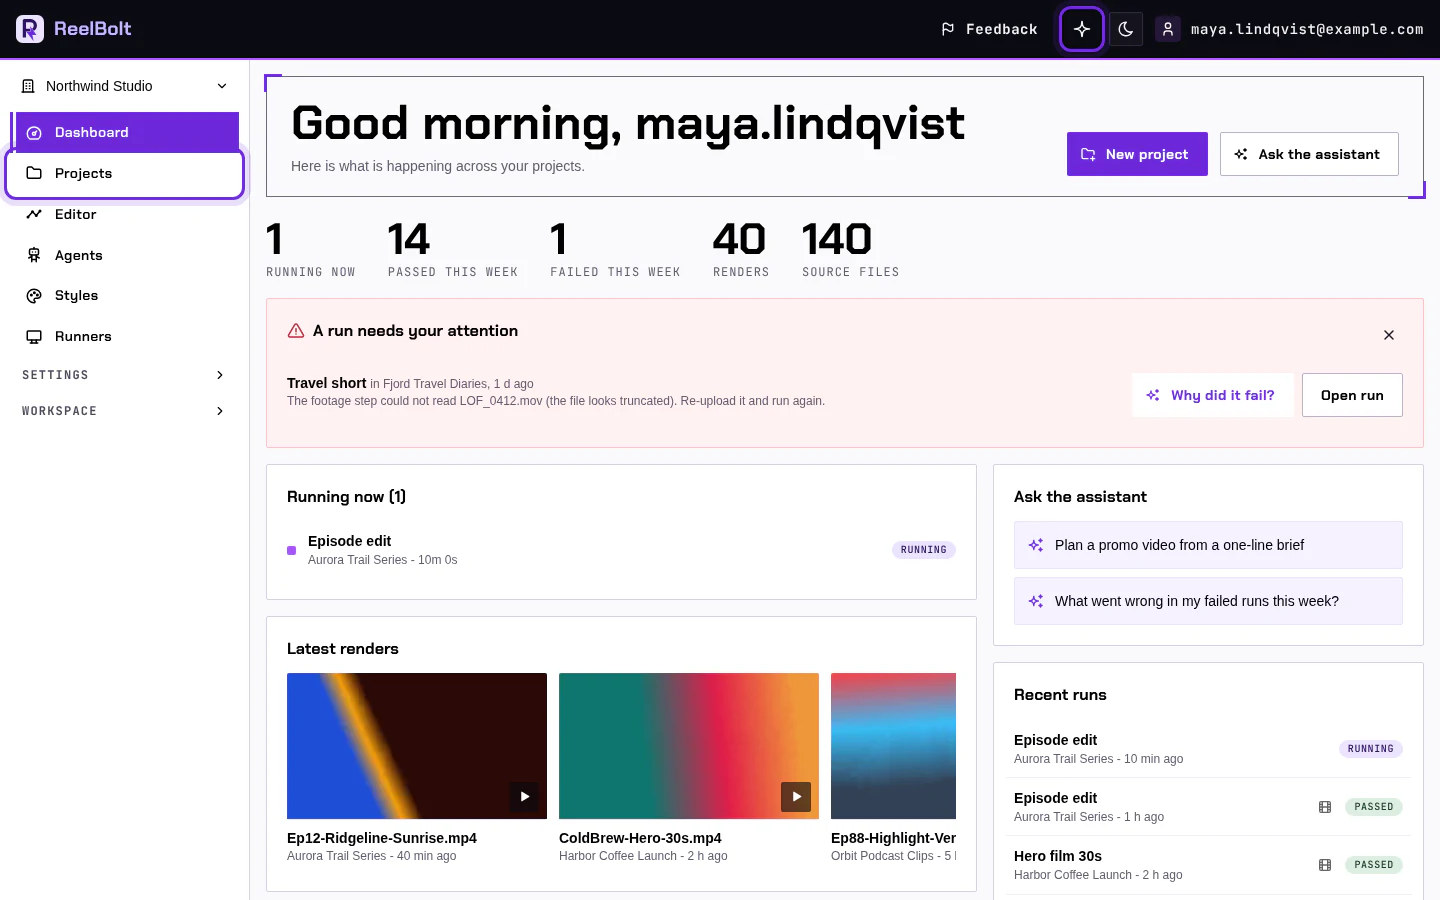 ReelBolt
Feedback
maya.lindqvist@example.com
Northwind Studio
Dashboard
Projects
Editor
Agents
Styles
Runners
SETTINGS
WORKSPACE
Good morning, maya.lindqvist
Here is what is happening across your projects.
New project
Ask the assistant
1
RUNNING NOW
14
PASSED THIS WEEK
1
FAILED THIS WEEK
40
RENDERS
140
SOURCE FILES
A run needs your attention
Travel short in Fjord Travel Diaries, 1 d ago
The footage step could not read LOF_0412.mov (the file looks truncated). Re-upload it and run again.
Why did it fail?
Open run
Running now (1)
Episode edit
Aurora Trail Series - 10m 0s
RUNNING
Latest renders
Ep12-Ridgeline-Sunrise.mp4
Aurora Trail Series - 40 min ago
ColdBrew-Hero-30s.mp4
Harbor Coffee Launch - 2 h ago
Ep88-Highlight-Ver
Orbit Podcast Clips - 5
Ask the assistant
Plan a promo video from a one-line brief
What went wrong in my failed runs this week?
Recent runs
Episode edit
Aurora Trail Series - 10 min ago
RUNNING
Episode edit
Aurora Trail Series - 1 h ago
PASSED
Hero film 30s
Harbor Coffee Launch - 2 h ago
PASSED